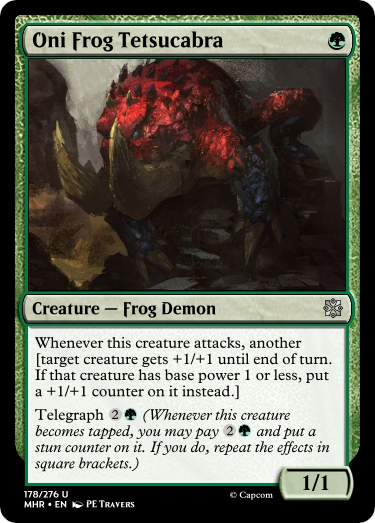 Oni Frog Tetsucabra
Creature — Frog Demon
Whenever this creature attacks, another
[target creature gets +1/+1 until end of turn.
If that creature has base power 1 or less, put
a +1/+1 counter on it instead.]
Telegraph 2 (Whenever this creature
becomes tapped, you may pay 2 and put a
stun counter on it. If you do, repeat the effects in
square brackets.)
1/1
178/276 U
MHR • EN PE Travers
© Capcom